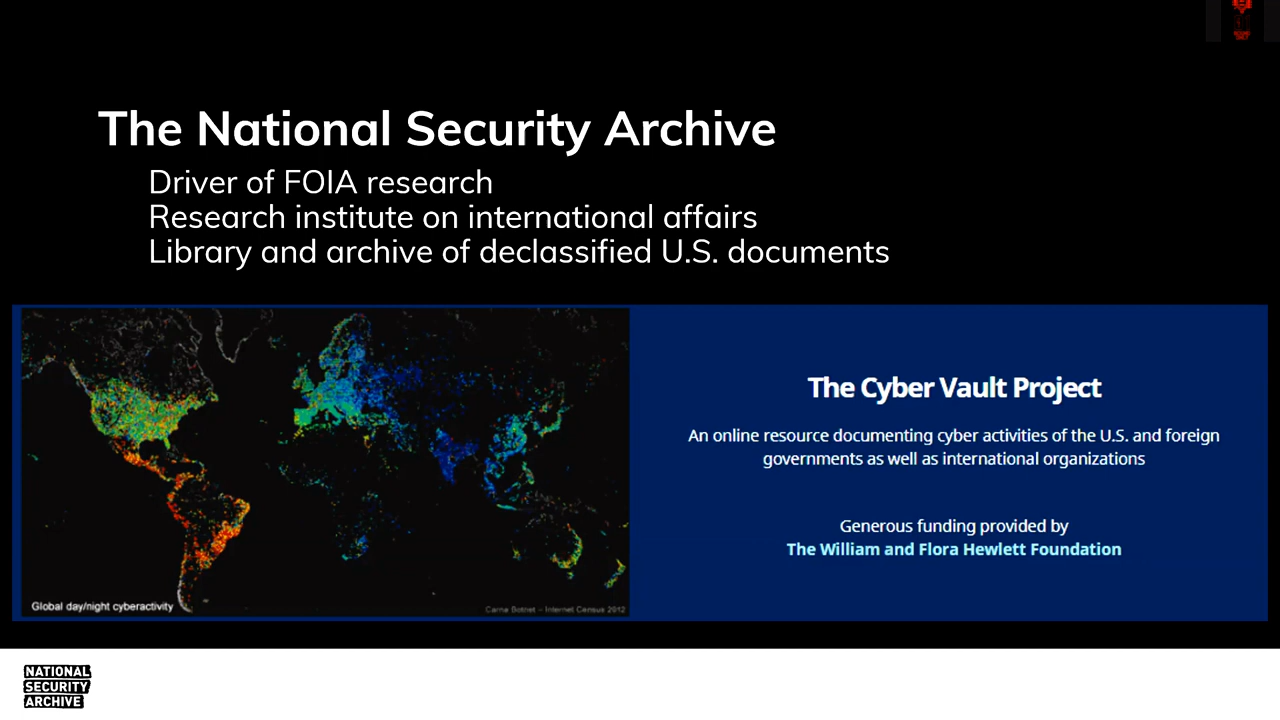 The National Security Archive
Driver of FOIA research
Research institute on international affairs
Library and archive of declassified U.S. documents
The Cyber Vault Project
An online resource documenting cyber activities of the U.S. and foreign
governments as well as international organizations
Generous funding provided by
The William and Flora Hewlett Foundation
Global day/night cyberactivity
Carna Botnet – Internet Census 2012
NATIONAL
SECURITY
ARCHIVE